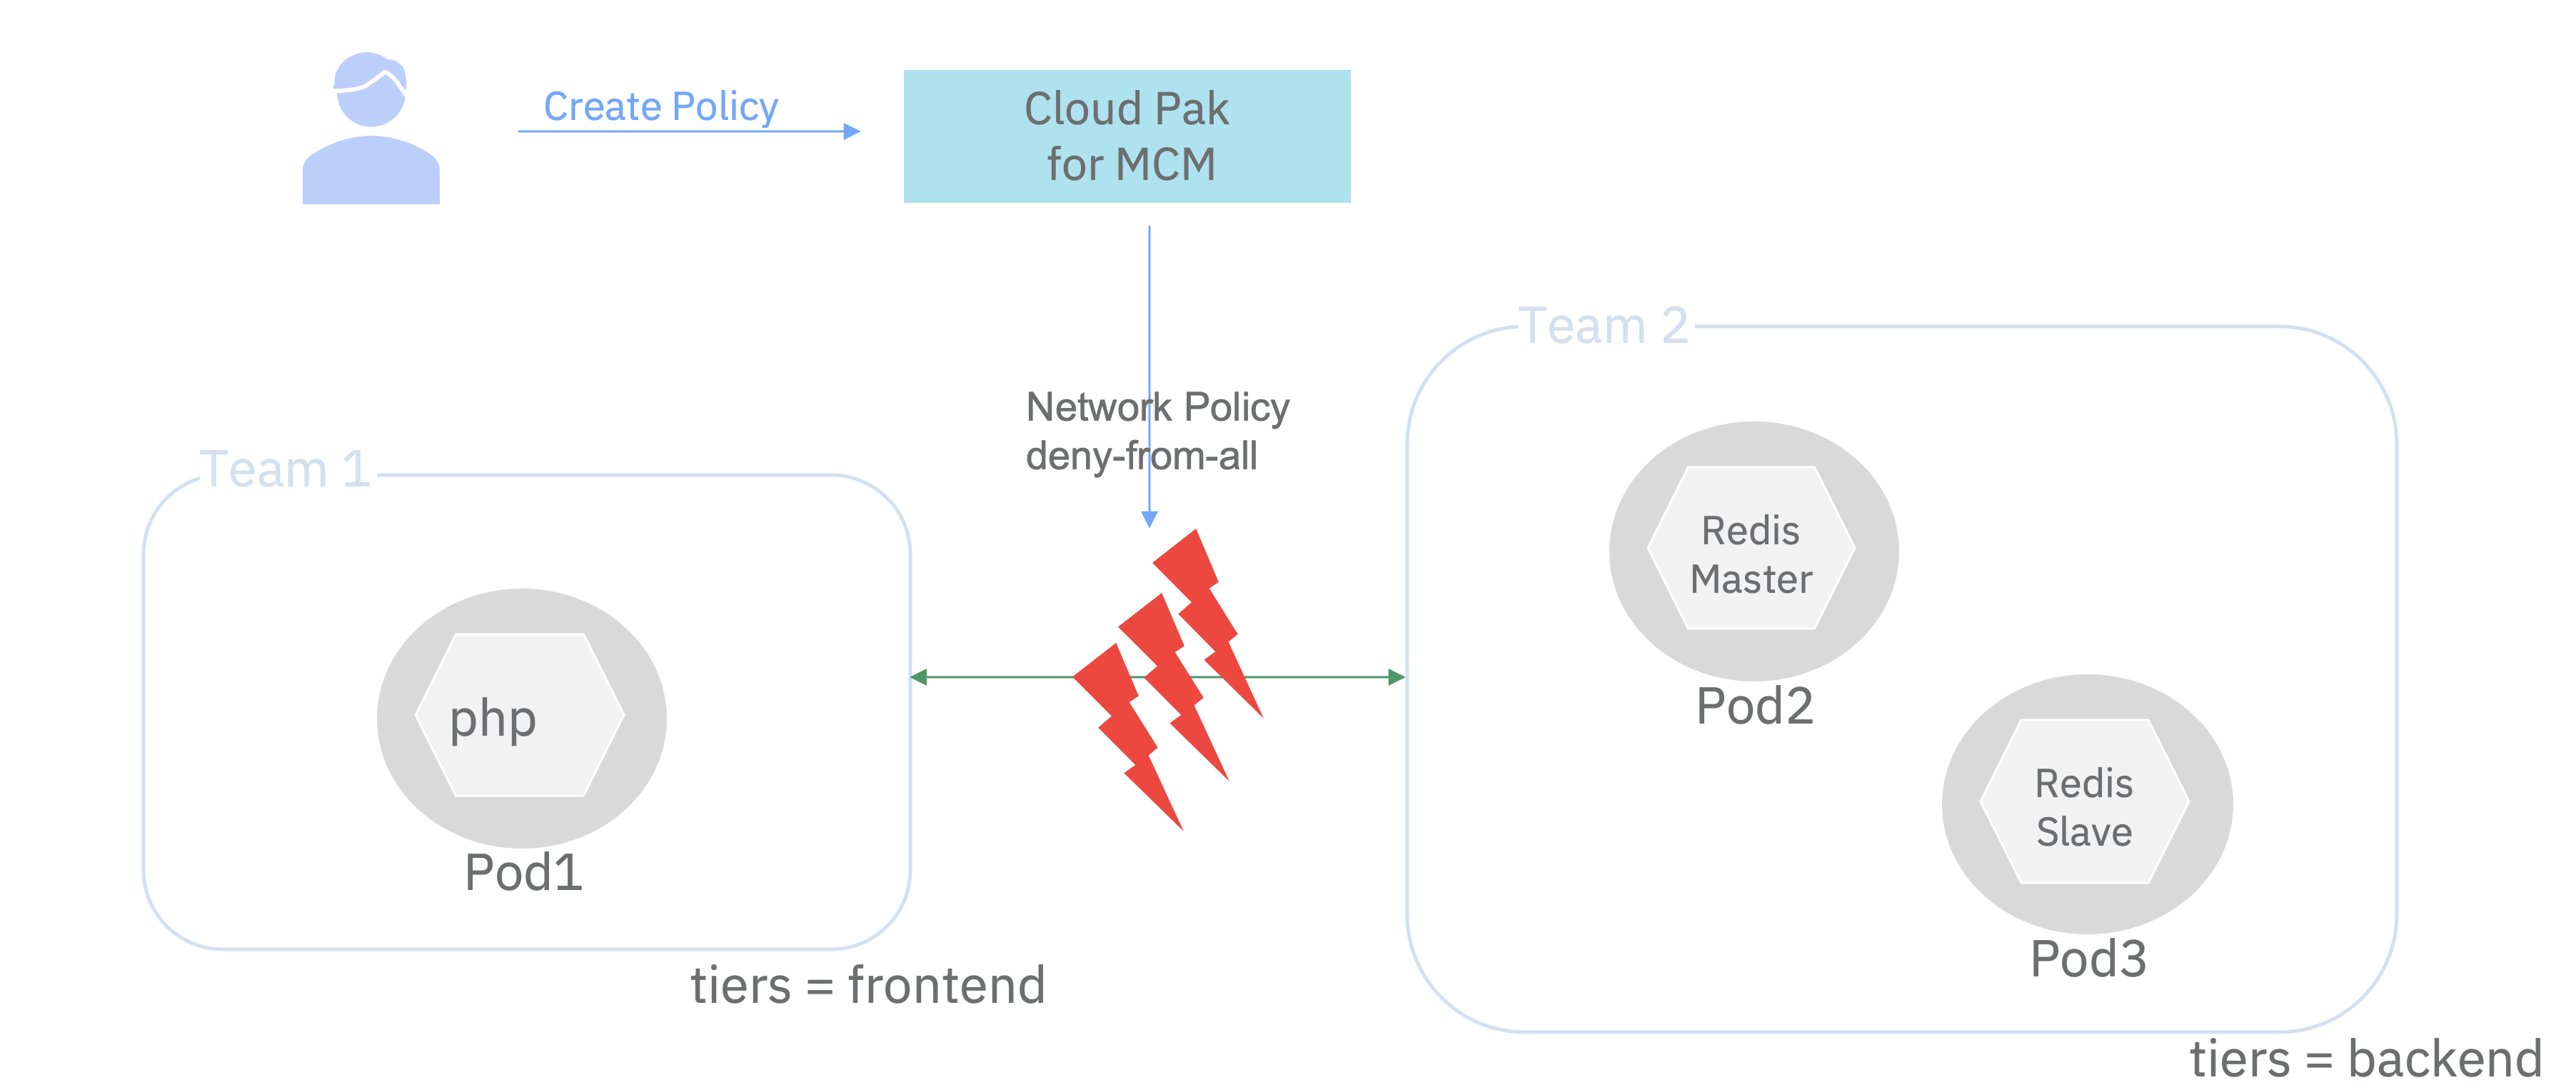 Create Policy
Cloud Pak
for MCM
Network Policy
deny-from-all
Team 1
php
Pod1
tiers = frontend
Team 2
Redis
Master
Pod2
Redis
Slave
Pod3
tiers = backend